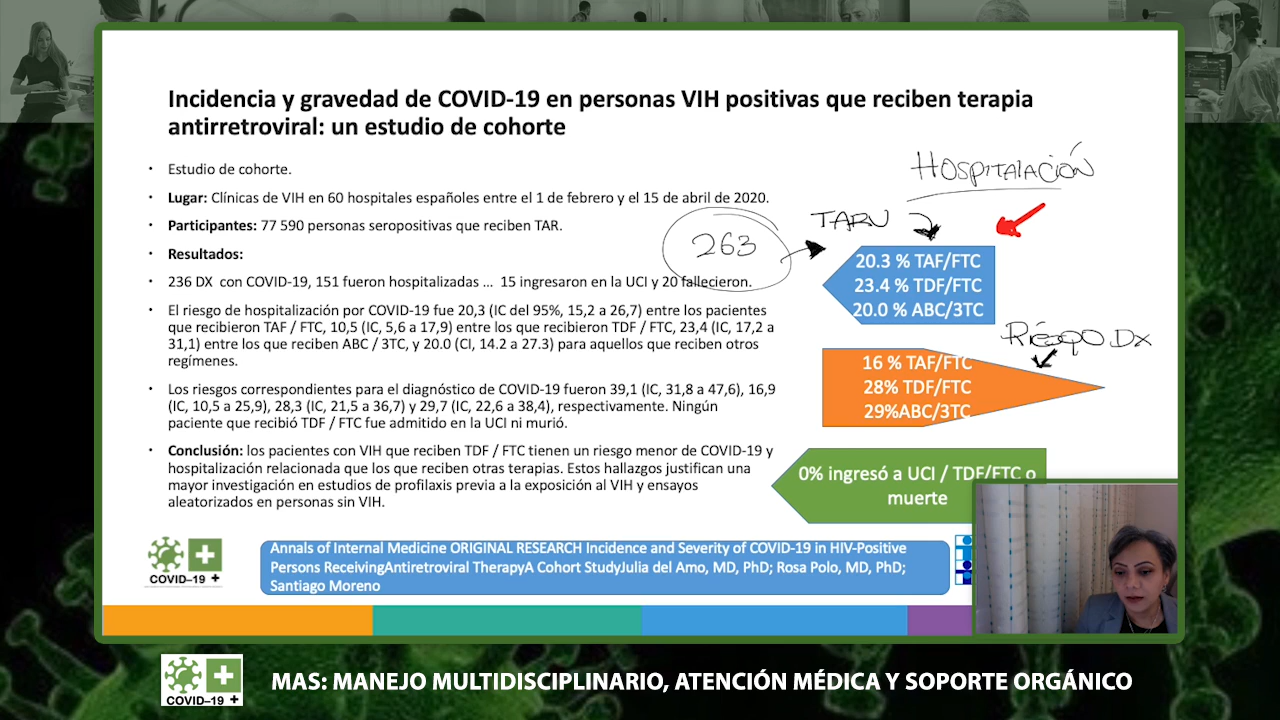 Incidencia y gravedad de COVID-19 en personas VIH positivas que reciben terapia
antirretroviral: un estudio de cohorte
• Estudio de cohorte.
• Lugar: Clínicas de VIH en 60 hospitales españoles entre el 1 de febrero y el 15 de abril de 2020.
• Participantes: 77 590 personas seropositivas que reciben TAR.
• Resultados:
• 236 DX con COVID-19, 151 fueron hospitalizadas ... 15 ingresaron en la UCI y 20 fallecieron.
• El riesgo de hospitalización por COVID-19 fue 20,3 (IC del 95%, 15,2 a 26,7) entre los pacientes
que recibieron TAF / FTC, 10,5 (IC, 5,6 a 17,9) entre los que recibieron TDF / FTC, 23,4 (IC, 17,2 a
31,1) entre los que reciben ABC / 3TC, y 20.0 (CI, 14.2 a 27.3) para aquellos que reciben otros
regímenes.
• Los riesgos correspondientes para el diagnóstico de COVID-19 fueron 39,1 (IC, 31,8 a 47,6), 16,9
(IC, 10,5 a 25,9), 28,3 (IC, 21,5 a 36,7) y 29,7 (IC, 22,6 a 38,4), respectivamente. Ningún
paciente que recibió TDF / FTC fue admitido en la UCI ni murió.
• Conclusión: los pacientes con VIH que reciben TDF / FTC tienen un riesgo menor de COVID-19 y
hospitalización relacionada que los que reciben otras terapias. Estos hallazgos justifican una
mayor investigación en estudios de profilaxis previa a la exposición al VIH y ensayos
aleatorizados en personas sin VIH.
HOSPITALACIÓN
TARV
263
20.3 % TAF/FTC
23.4 % TDF/FTC
20.0 % ABC/3TC
Riesgo DX
16 % TAF/FTC
28% TDF/FTC
29%ABC/3TC
0% ingresó a UCI / TDF/FTC o
muerte
COVID-19 +
Annals of Internal Medicine ORIGINAL RESEARCH Incidence and Severity of COVID-19 in HIV-Positive
Persons ReceivingAntiretroviral TherapyA Cohort StudyJulia del Amo, MD, PhD; Rosa Polo, MD, PhD;
Santiago Moreno
COVID-19 +
MAS: MANEJO MULTIDISCIPLINARIO, ATENCIÓN MÉDICA Y SOPORTE ORGÁNICO